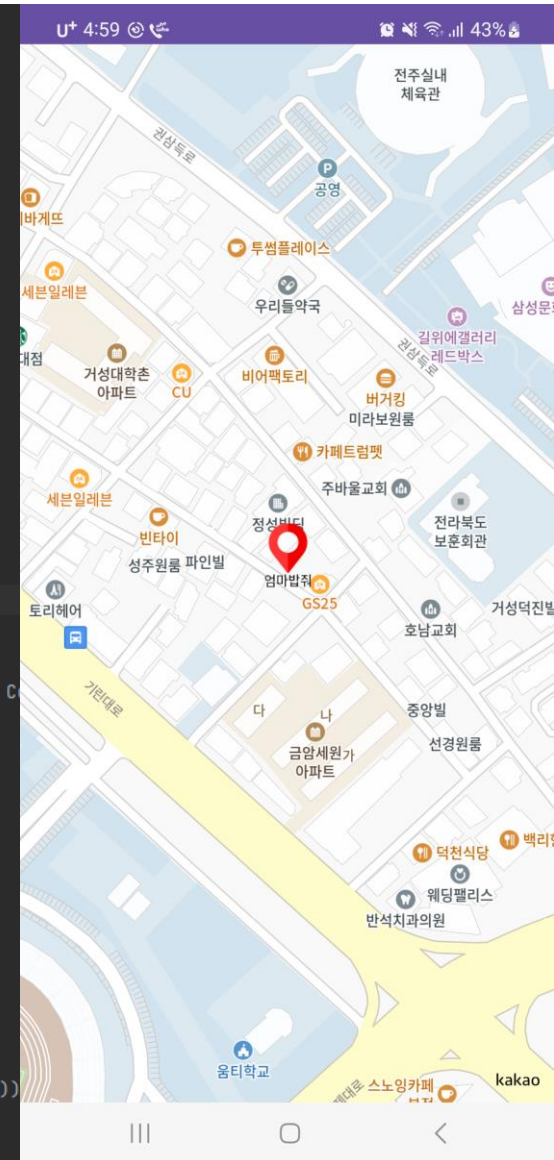 U+ 4:59
43%
전주실내
체육관
권삼득로
P
공영
바게뜨
투썸플레이스
세븐일레븐
우리들약국
삼성문화
길위에갤러리
레드박스
권삼득로
대점
거성대학촌
아파트
CU
비어팩토리
버거킹
미라보원룸
카페트럼펫
주바울교회
세븐일레븐
정성빌딩
전라북도
보훈회관
빈타이
성주원룸
파인빌
엄마밥줘
GS25
토리헤어
호남교회
거성덕진빌
기린대로
다
나
중앙빌
금암세원가
아파트
선경원룸
덕천식당
백리향
웨딩팰리스
반석치과의원
움티학교
스노잉카페
kakao
C
))